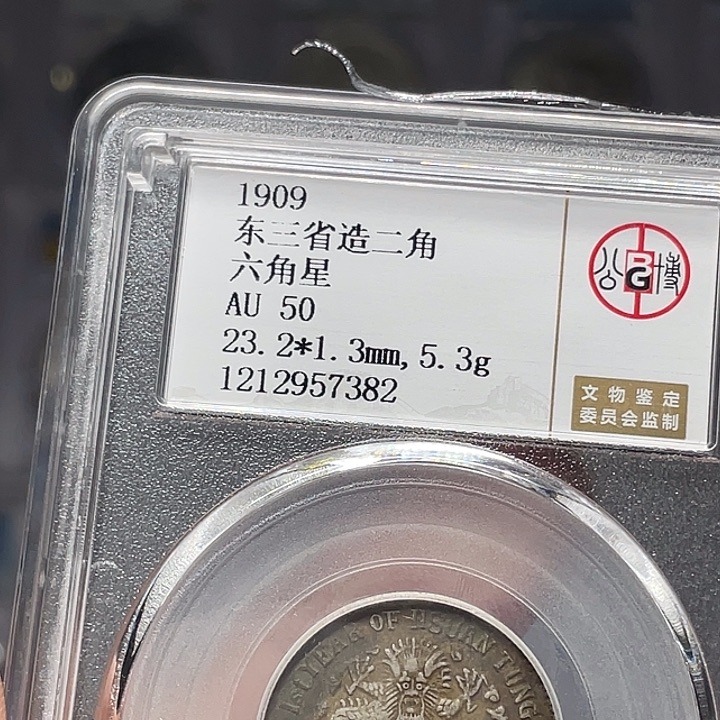 1909
东三省造二角
六角星
AU 50
23.2*1.3mm,5.3g
1212957382
公博
BG
文物鉴定
委员会监制
1st YEAR OF HSUAN TUNG